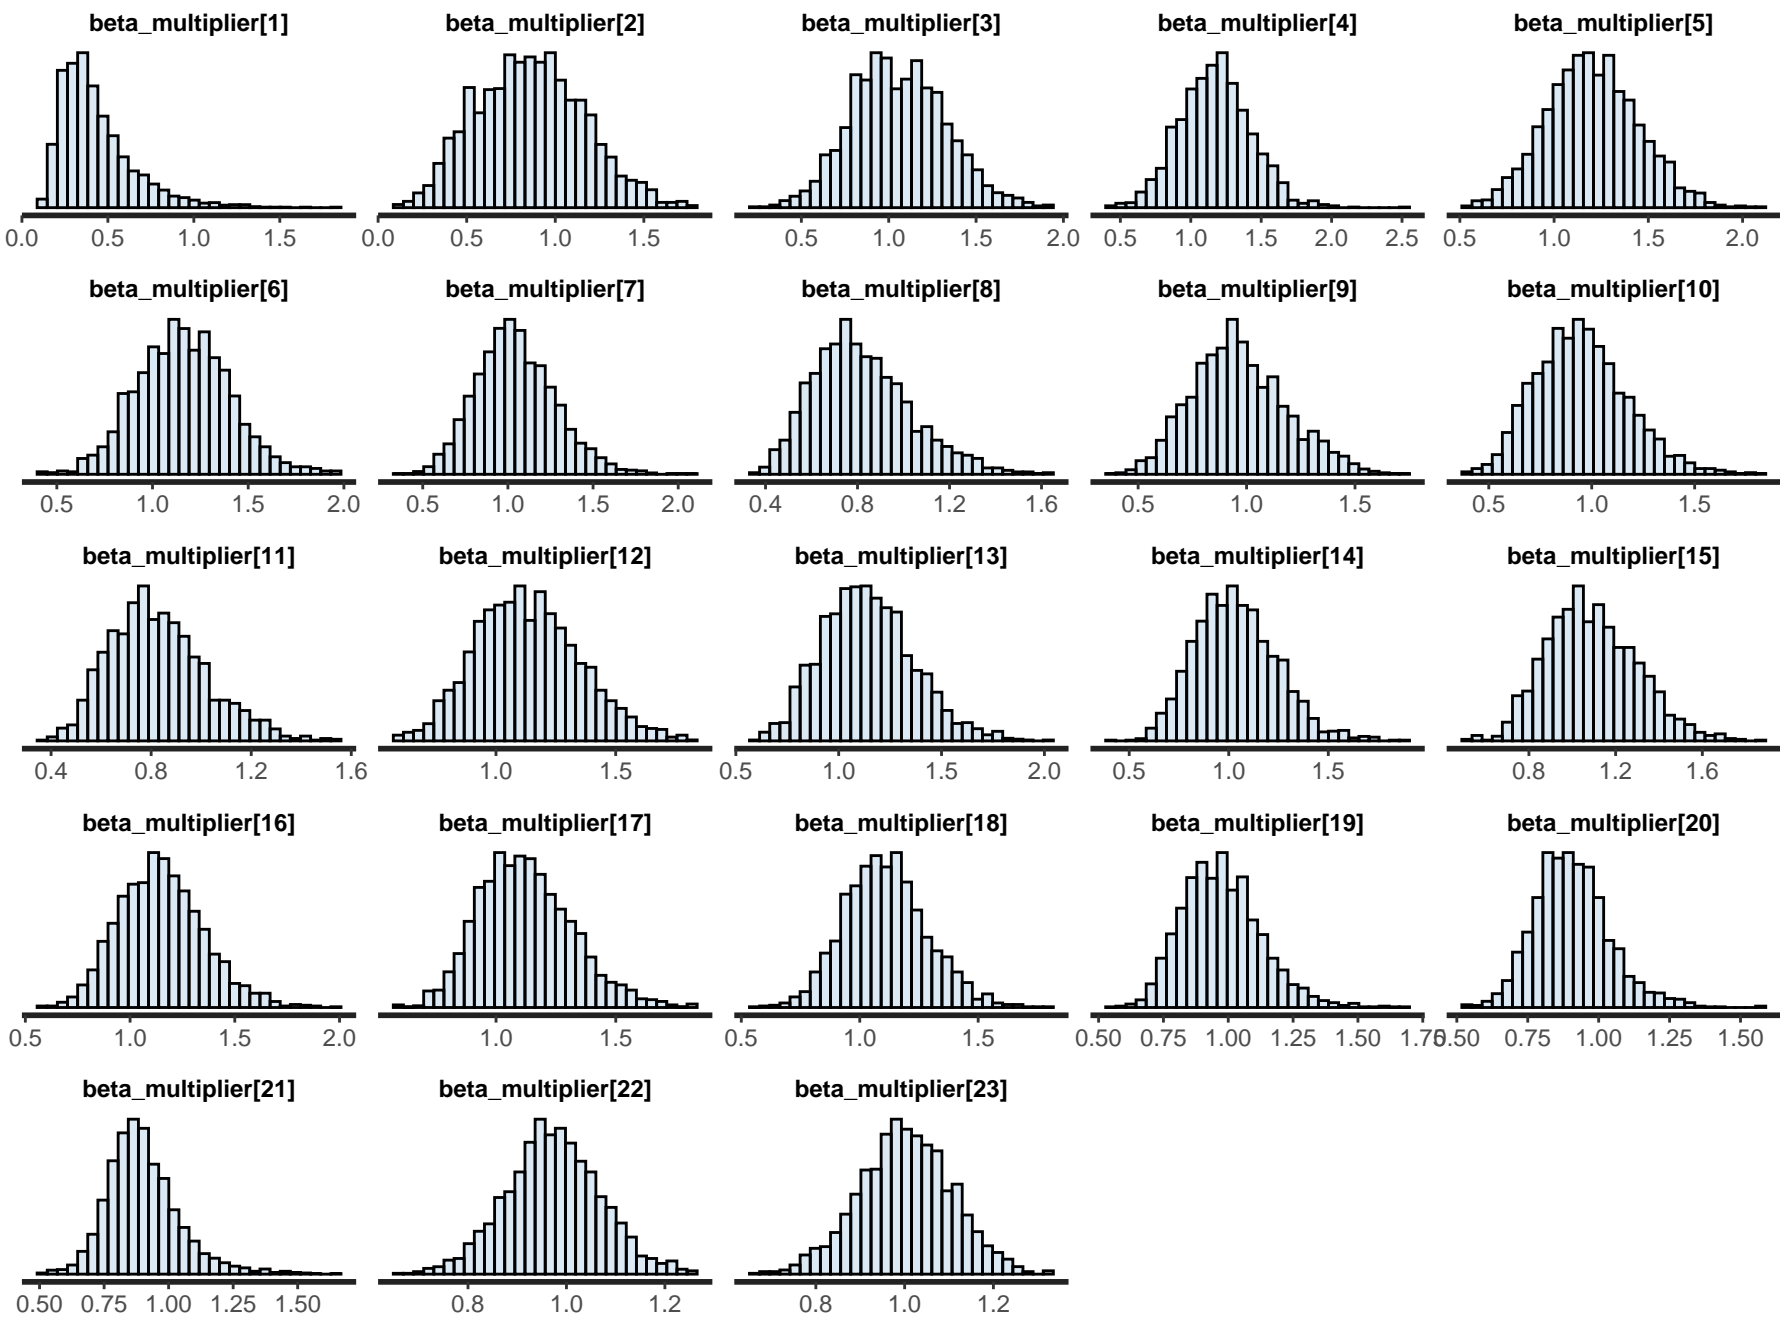 beta_multiplier[1] beta_multiplier[2] beta_multiplier[3] beta_multiplier[4] beta_multiplier[5]
0.0 0.5 1.0 1.5 0.0 0.5 1.0 1.5 0.5 1.0 1.5 2.0 0.5 1.0 1.5 2.0 2.5 0.5 1.0 1.5 2.0
beta_multiplier[6] beta_multiplier[7] beta_multiplier[8] beta_multiplier[9] beta_multiplier[10]
0.5 1.0 1.5 2.0 0.5 1.0 1.5 2.0 0.4 0.8 1.2 1.6 0.5 1.0 1.5 0.5 1.0 1.5
beta_multiplier[11] beta_multiplier[12] beta_multiplier[13] beta_multiplier[14] beta_multiplier[15]
0.4 0.8 1.2 1.6 1.0 1.5 0.5 1.0 1.5 2.0 0.5 1.0 1.5 0.8 1.2 1.6
beta_multiplier[16] beta_multiplier[17] beta_multiplier[18] beta_multiplier[19] beta_multiplier[20]
0.5 1.0 1.5 2.0 1.0 1.5 0.5 1.0 1.5 0.50 0.75 1.00 1.25 1.50 1.75 0.50 0.75 1.00 1.25 1.50
beta_multiplier[21] beta_multiplier[22] beta_multiplier[23]
0.50 0.75 1.00 1.25 1.50 0.8 1.0 1.2 0.8 1.0 1.2